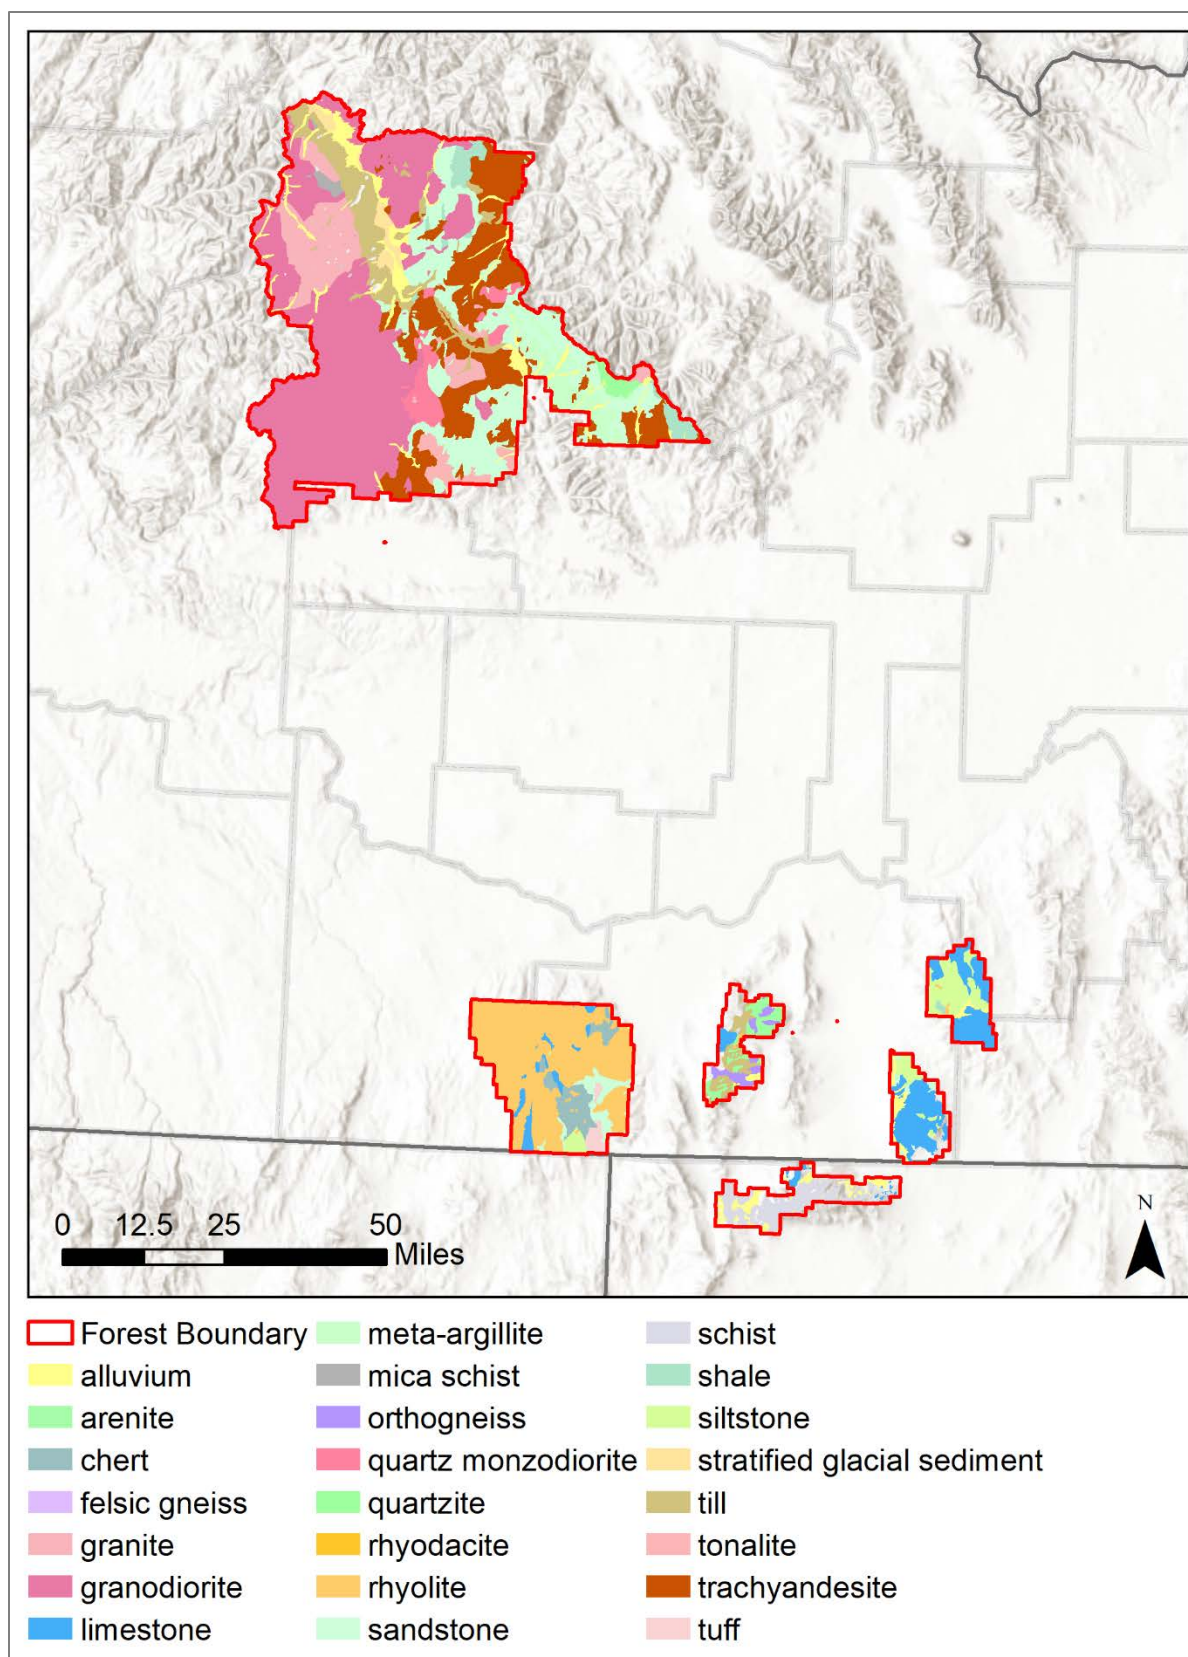 N
0 12.5 25 50
Miles
Forest Boundary meta-argillite schist
alluvium mica schist shale
arenite orthogneiss siltstone
chert quartz monzodiorite stratified glacial sediment
felsic gneiss quartzite till
granite rhyodacite tonalite
granodiorite rhyolite trachyandesite
limestone sandstone tuff